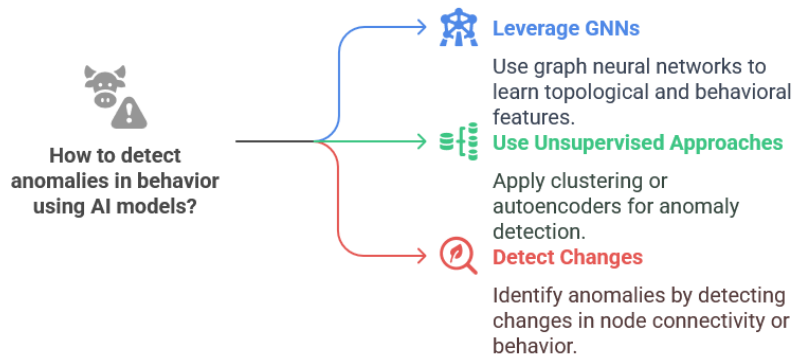 How to detect
anomalies in behavior
using AI models?
Leverage GNNs
Use graph neural networks to
learn topological and behavioral
features.
Use Unsupervised Approaches
Apply clustering or
autoencoders for anomaly
detection.
Detect Changes
Identify anomalies by detecting
changes in node connectivity or
behavior.